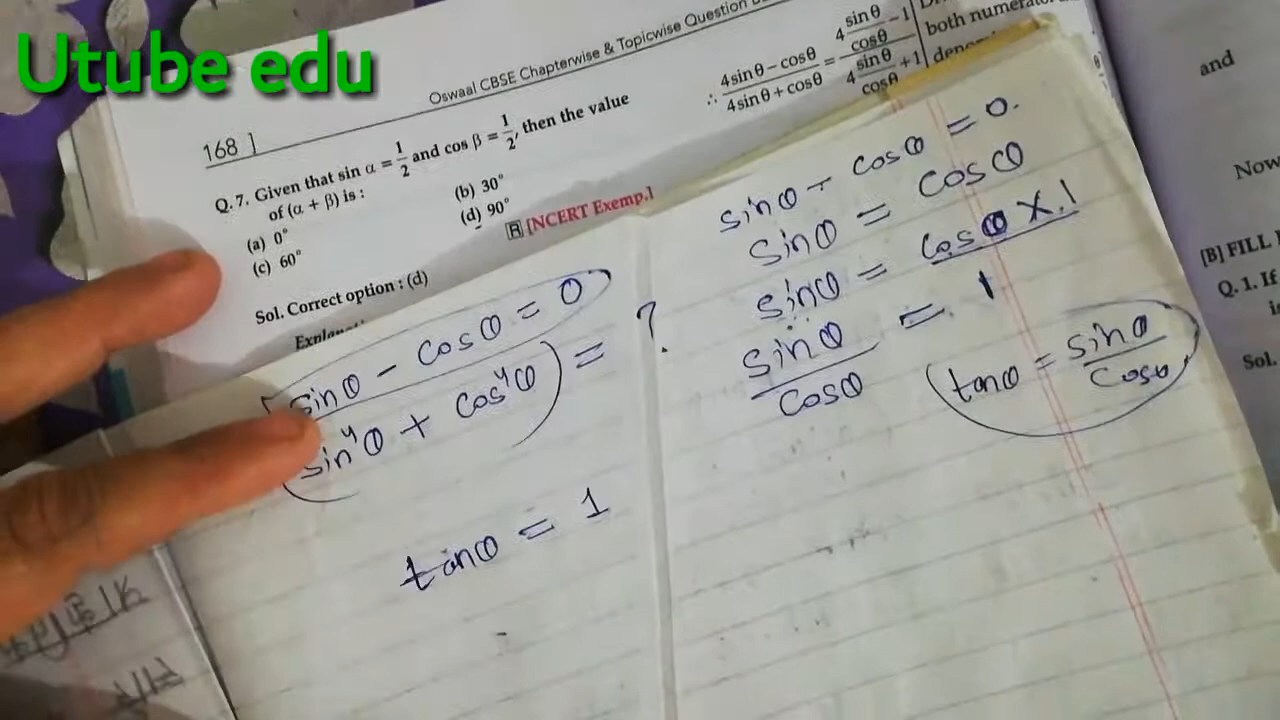 Utube edu
Oswaal CBSE Chapterwise & Topicwise Question
168 ]
Q. 7. Given that sin α = 1/2 and cos β = 1/2, then the value
of (α + β) is :
(a) 0° (b) 30°
(c) 60° (d) 90°
R [NCERT Exemp.]
Sol. Correct option : (d)
∴ (4sinθ − cosθ)/(4sinθ + cosθ) = (4 sinθ/cosθ − 1)/(4 sinθ/cosθ + 1)
both
sinθ − cosθ = 0
sin⁴θ + cos⁴θ = ?
tanθ = 1
sinθ − cosθ = 0.
sinθ = cosθ
sinθ = cosθ × 1
sinθ/cosθ = 1
tanθ = sinθ/cosθ
and
Now
[B] FILL
Q. 1. If
Sol.